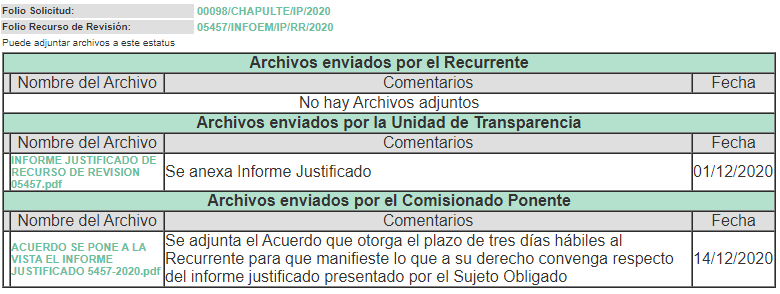 Folio Solicitud: 00098/CHAPULTE/IP/2020
Folio Recurso de Revisión: 05457/INFOEM/IP/RR/2020
Puede adjuntar archivos a este estatus
Archivos enviados por el Recurrente
Nombre del Archivo Comentarios Fecha
No hay Archivos adjuntos
Archivos enviados por la Unidad de Transparencia
Nombre del Archivo Comentarios Fecha
INFORME JUSTIFICADO DE
RECURSO DE REVISION
05457.pdf
Se anexa Informe Justificado
01/12/2020
Archivos enviados por el Comisionado Ponente
Nombre del Archivo Comentarios Fecha
ACUERDO SE PONE A LA
VISTA EL INFORME
JUSTIFICADO 5457-2020.pdf
Se adjunta el Acuerdo que otorga el plazo de tres días hábiles al
Recurrente para que manifieste lo que a su derecho convenga respecto
del informe justificado presentado por el Sujeto Obligado
14/12/2020